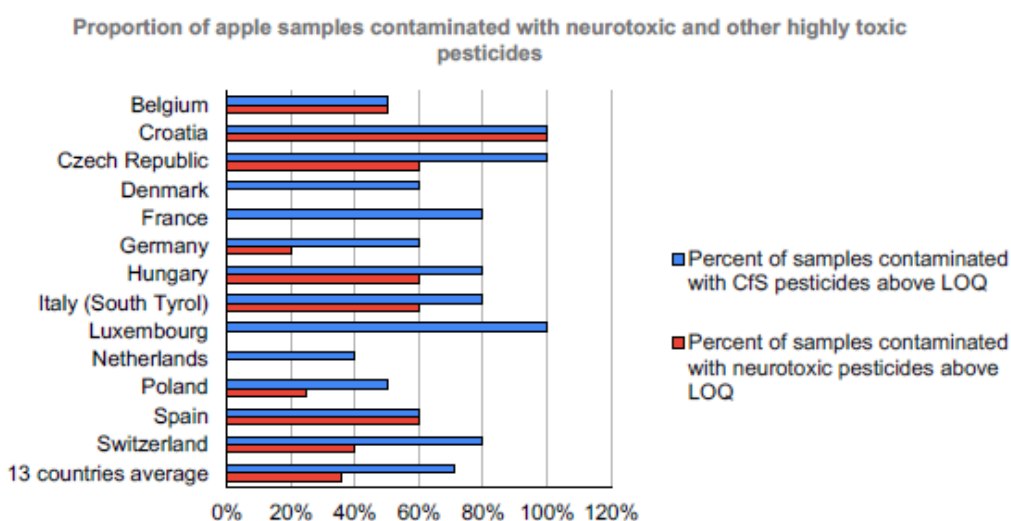 Proportion of apple samples contaminated with neurotoxic and other highly toxic
pesticides
Belgium
Croatia
Czech Republic
Denmark
France
Germany
Hungary
Italy (South Tyrol)
Luxembourg
Netherlands
Poland
Spain
Switzerland
13 countries average
0% 20% 40% 60% 80% 100% 120%
Percent of samples contaminated
with CfS pesticides above LOQ
Percent of samples contaminated
with neurotoxic pesticides above
LOQ